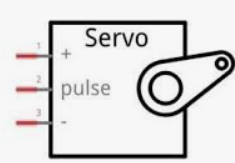 Servo
1 +
2 pulse
3 -